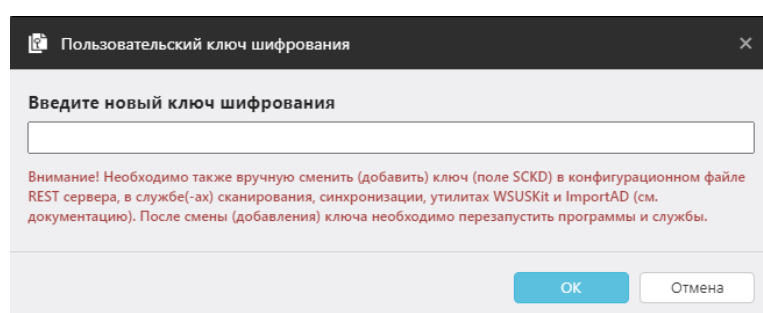 Пользовательский ключ шифрования
Введите новый ключ шифрования
Внимание! Необходимо также вручную сменить (добавить) ключ (поле SCKD) в конфигурационном файле
REST сервера, в службе(-ах) сканирования, синхронизации, утилитах WSUSKit и ImportAD (см.
документацию). После смены (добавления) ключа необходимо перезапустить программы и службы.
ОК
Отмена